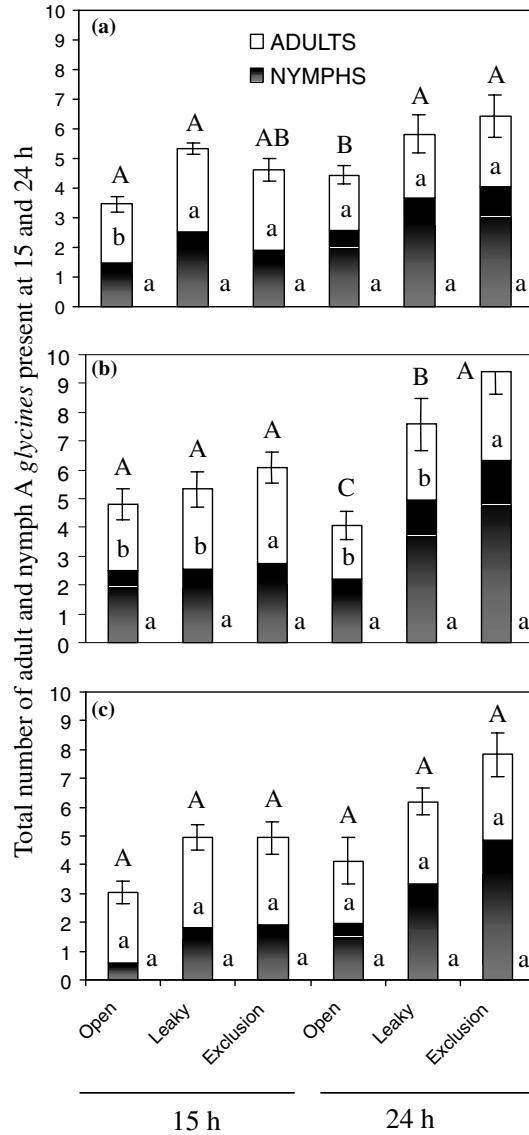 Total number of adult and nymph A glycines present at 15 and 24 h
(a)
ADULTS
NYMPHS
10
9
8
7
6
5
4
3
2
1
0
A A AB B A A
b a a a a a
a a a a a a
(b)
10
9
8
7
6
5
4
3
2
1
0
A A A C B A
b b a b b a
a a a a a a
(c)
10
9
8
7
6
5
4
3
2
1
0
A A A A A A
a a a a a a
a a a a a a
Open Leaky Exclusion Open Leaky Exclusion
15 h 24 h